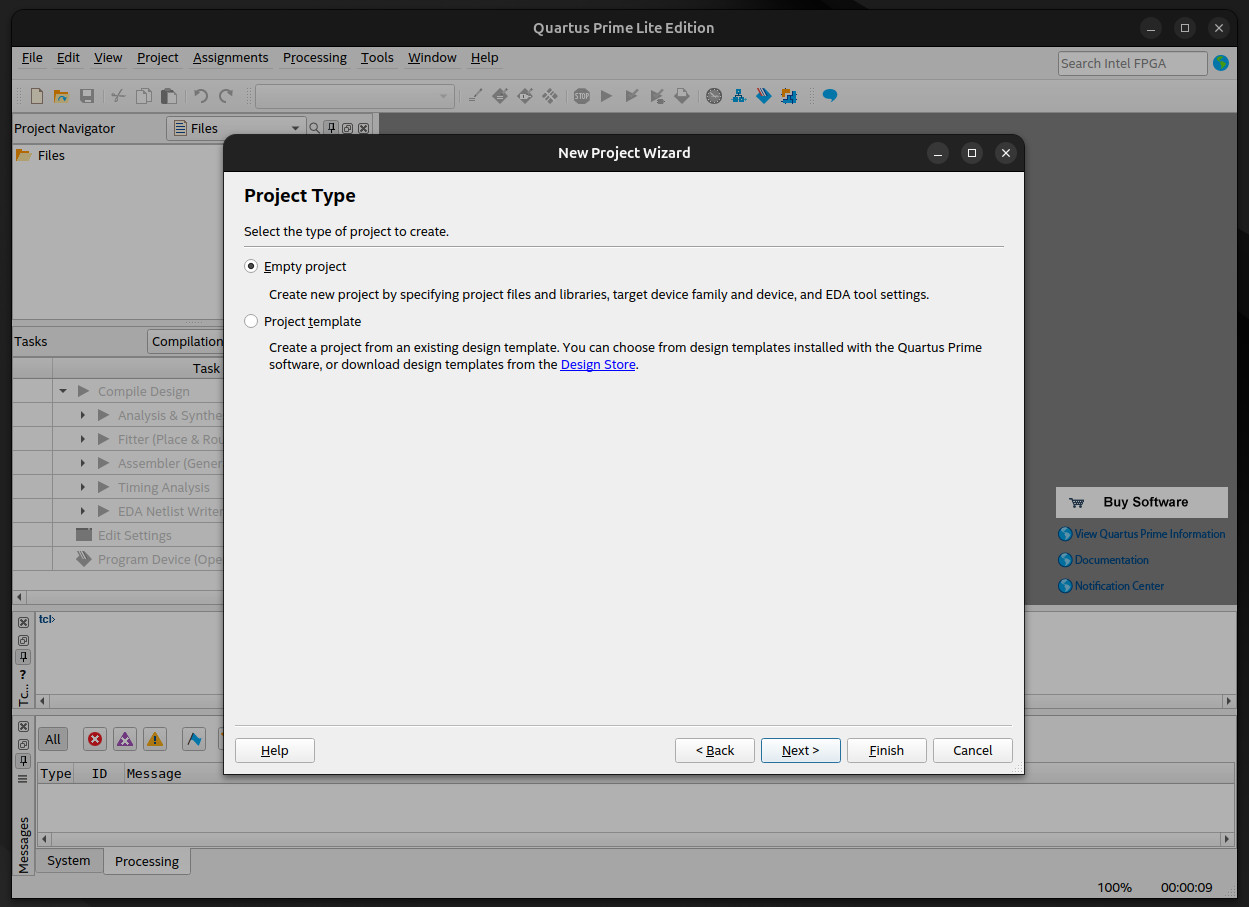 Quartus Prime Lite Edition
File Edit View Project Assignments Processing Tools Window Help
Search Intel FPGA
STOP
Project Navigator
Files
Files
New Project Wizard
Project Type
Select the type of project to create.
Empty project
Create new project by specifying project files and libraries, target device family and device, and EDA tool settings.
Project template
Create a project from an existing design template. You can choose from design templates installed with the Quartus Prime
software, or download design templates from the Design Store.
Help
< Back
Next >
Finish
Cancel
Tasks
Compilation
Task
Compile Design
Analysis & Synthe
Fitter (Place & Rou
Assembler (Gener
Timing Analysis
EDA Netlist Writer
Edit Settings
Program Device (Ope
Buy Software
View Quartus Prime Information
Documentation
Notification Center
tcl>
?
Tc...
All
Type ID Message
Messages
System
Processing
100% 00:00:09